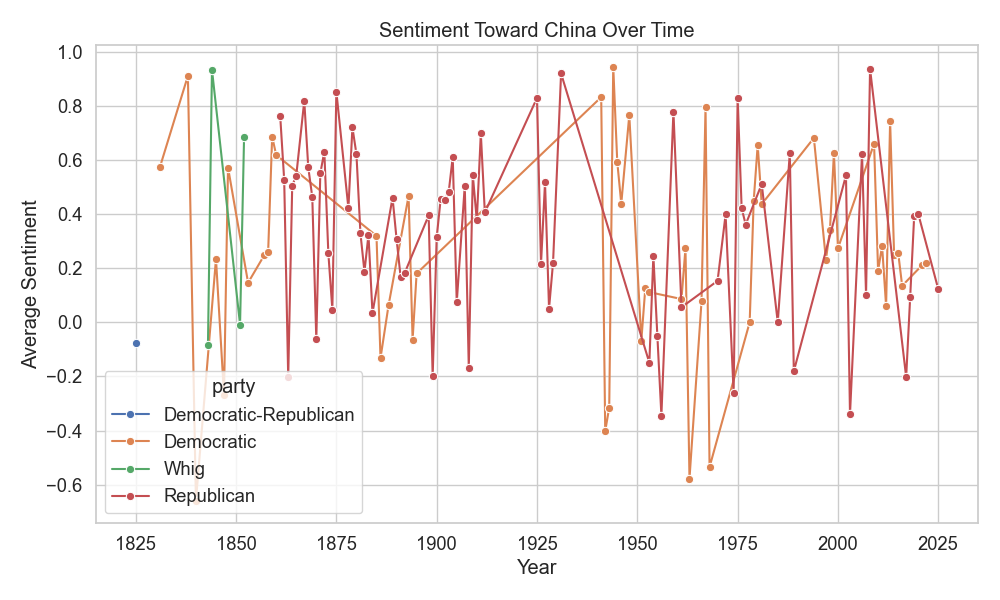 Sentiment Toward China Over Time
Average Sentiment
1.0
0.8
0.6
0.4
0.2
0.0
−0.2
−0.4
−0.6
party
Democratic-Republican
Democratic
Whig
Republican
1825 1850 1875 1900 1925 1950 1975 2000 2025
Year